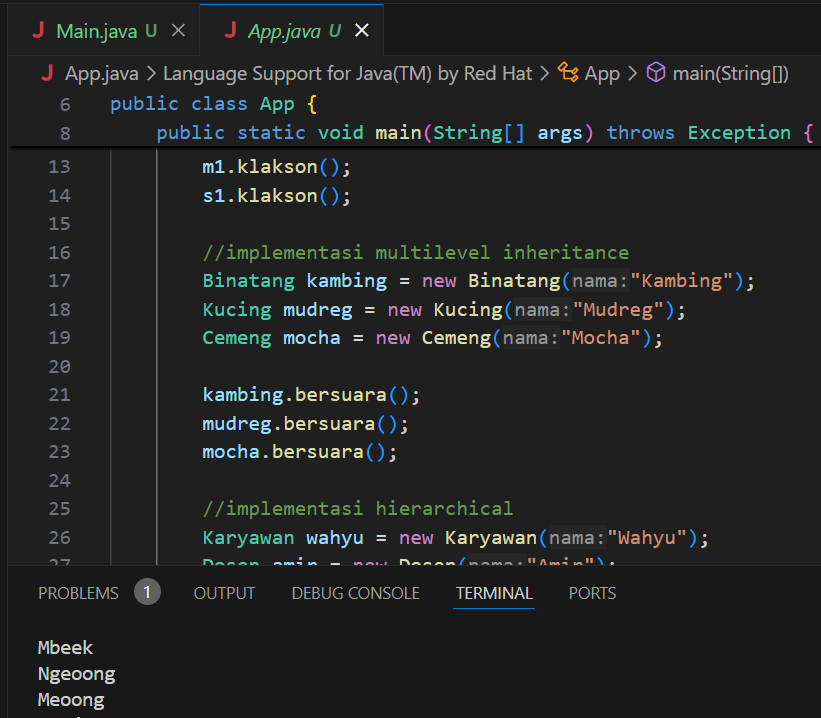 Main.java U
App.java U
App.java > Language Support for Java(TM) by Red Hat > App > main(String[])
6 public class App {
8 public static void main(String[] args) throws Exception {
13 m1.klakson();
14 s1.klakson();
15
16 //implementasi multilevel inheritance
17 Binatang kambing = new Binatang(nama:"Kambing");
18 Kucing mudreg = new Kucing(nama:"Mudreg");
19 Cemeng mocha = new Cemeng(nama:"Mocha");
20
21 kambing.bersuara();
22 mudreg.bersuara();
23 mocha.bersuara();
24
25 //implementasi hierarchical
26 Karyawan wahyu = new Karyawan(nama:"Wahyu");
27 Dosen amin = new Dosen(nama:"Amin");
PROBLEMS 1 OUTPUT DEBUG CONSOLE TERMINAL PORTS
Mbeek
Ngeoong
Meoong